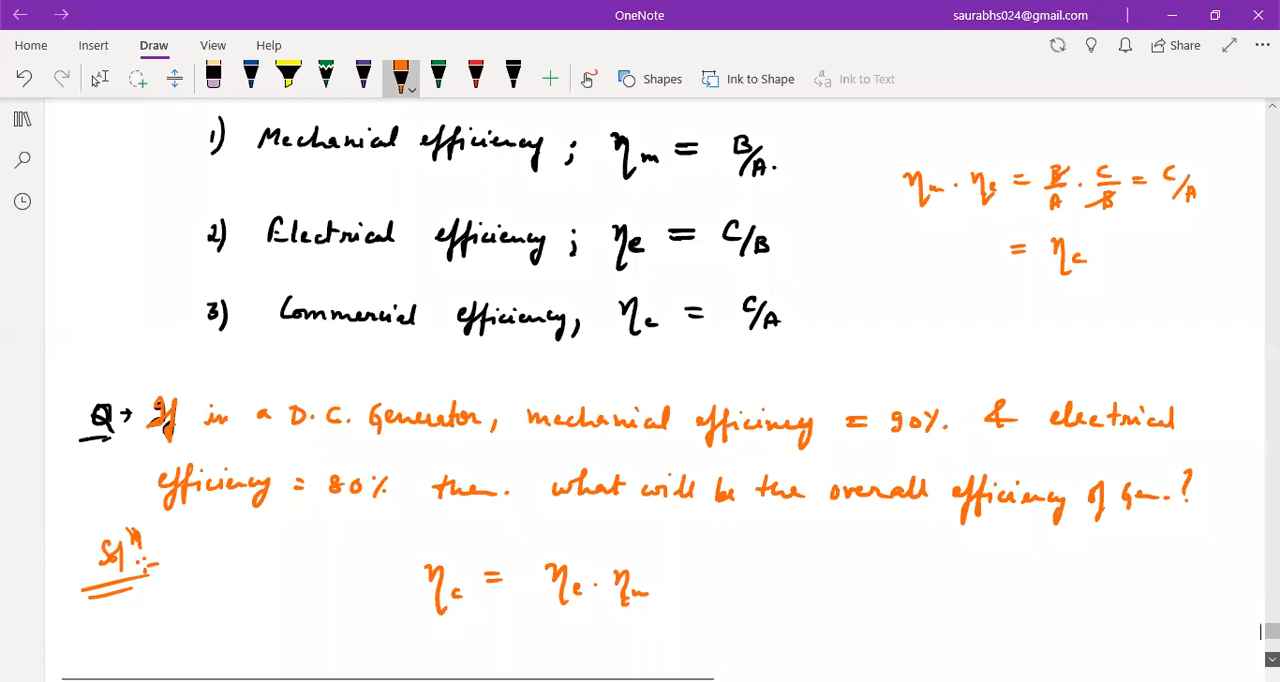 OneNote
saurabhs024@gmail.com
Home Insert Draw View Help
Share
Shapes Ink to Shape Ink to Text
1) Mechanial efficiency ; ηm = B/A.
ηm . ηe = B/A . C/B = C/A
2) Electrical efficiency ; ηe = C/B
= ηc
3) Commercial efficiency, ηc = C/A
Q → If in a D.C. Generator, mechanical efficiency = 90%. & electrical
efficiency = 80% then. what will be the overall efficiency of Gen.?
Solⁿ:-
ηc = ηe . ηm